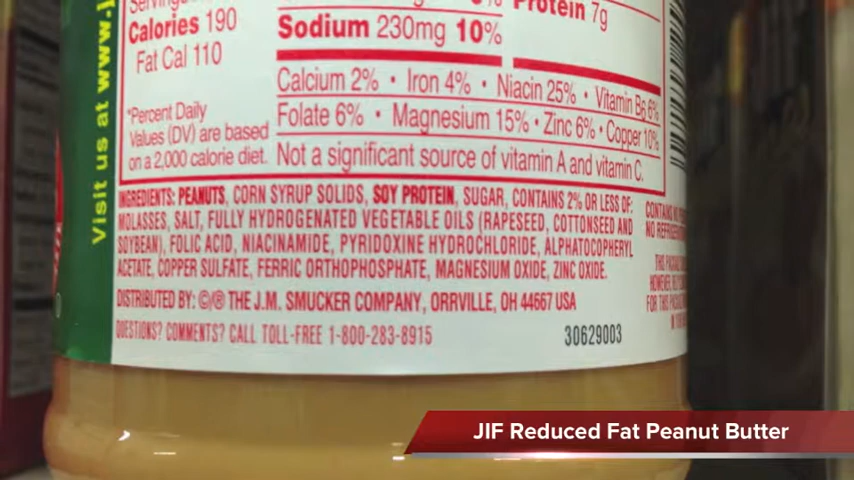 Calories 190
Fat Cal 110
Sodium 230mg 10%
Protein 7g
Calcium 2% • Iron 4% • Niacin 25% • Vitamin B6 6%
Folate 6% • Magnesium 15% • Zinc 6% • Copper 10%
Not a significant source of vitamin A and vitamin C.
*Percent Daily
Values (DV) are based
on a 2,000 calorie diet.
Visit us at www.j
INGREDIENTS: PEANUTS, CORN SYRUP SOLIDS, SOY PROTEIN, SUGAR, CONTAINS 2% OR LESS OF:
MOLASSES, SALT, FULLY HYDROGENATED VEGETABLE OILS (RAPESEED, COTTONSEED AND
SOYBEAN), FOLIC ACID, NIACINAMIDE, PYRIDOXINE HYDROCHLORIDE, ALPHATOCOPHERYL
ACETATE, COPPER SULFATE, FERRIC ORTHOPHOSPHATE, MAGNESIUM OXIDE, ZINC OXIDE.
DISTRIBUTED BY: ©/® THE J.M. SMUCKER COMPANY, ORRVILLE, OH 44667 USA
QUESTIONS? COMMENTS? CALL TOLL-FREE 1-800-283-8915
30629003
CONTAINS
NO
FOR THIS
JIF Reduced Fat Peanut Butter